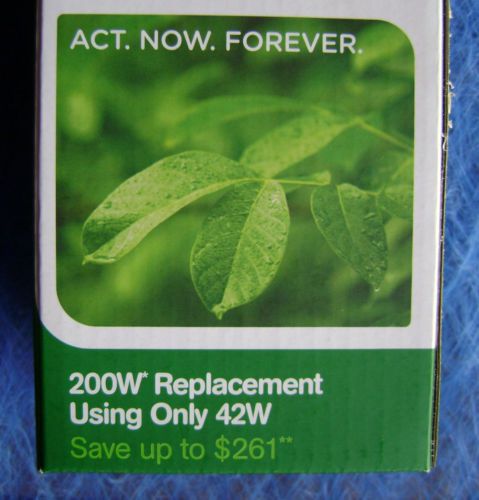 ACT. NOW. FOREVER.
200W* Replacement
Using Only 42W
Save up to $261**